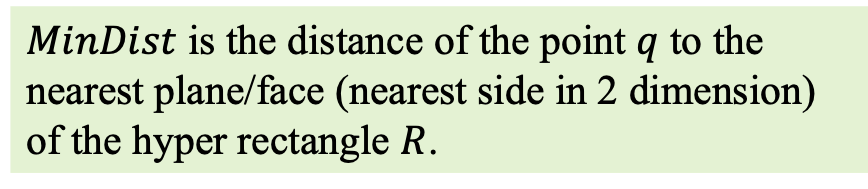 MinDist is the distance of the point q to the
nearest plane/face (nearest side in 2 dimension)
of the hyper rectangle R.